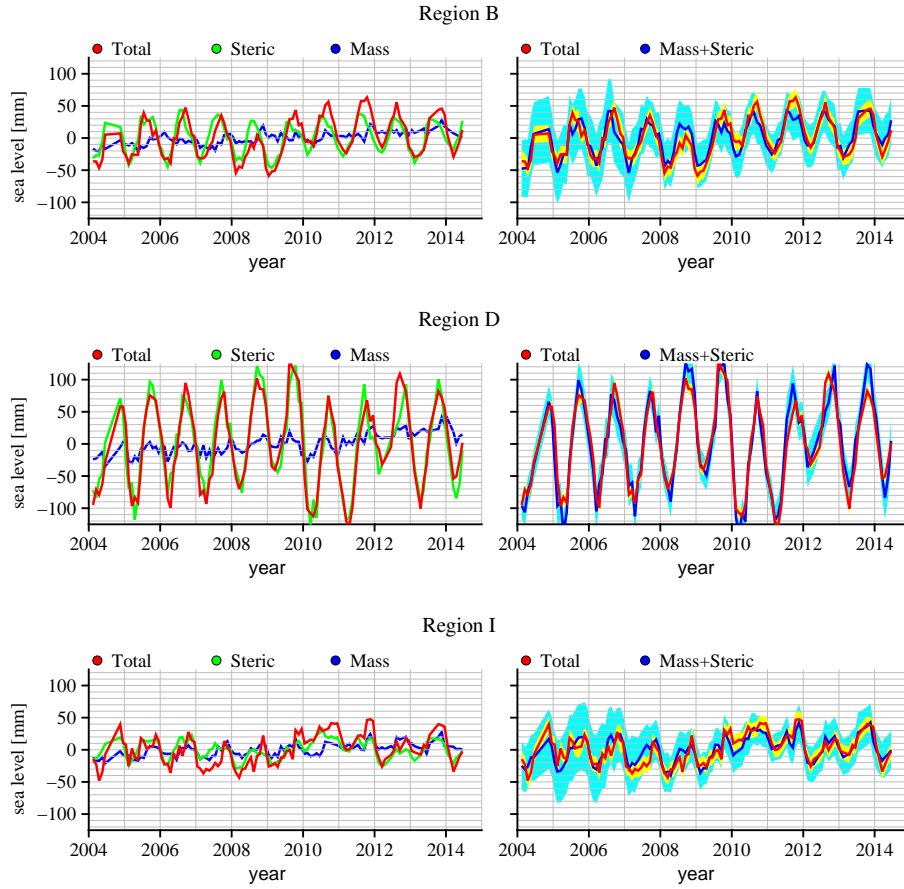 Region B
Total Steric Mass Total Mass+Steric
100
50
0
−50
−100
sea level [mm]
2004 2006 2008 2010 2012 2014 2004 2006 2008 2010 2012 2014
year year
Region D
Total Steric Mass Total Mass+Steric
100
50
0
−50
−100
sea level [mm]
2004 2006 2008 2010 2012 2014 2004 2006 2008 2010 2012 2014
year year
Region I
Total Steric Mass Total Mass+Steric
100
50
0
−50
−100
sea level [mm]
2004 2006 2008 2010 2012 2014 2004 2006 2008 2010 2012 2014
year year